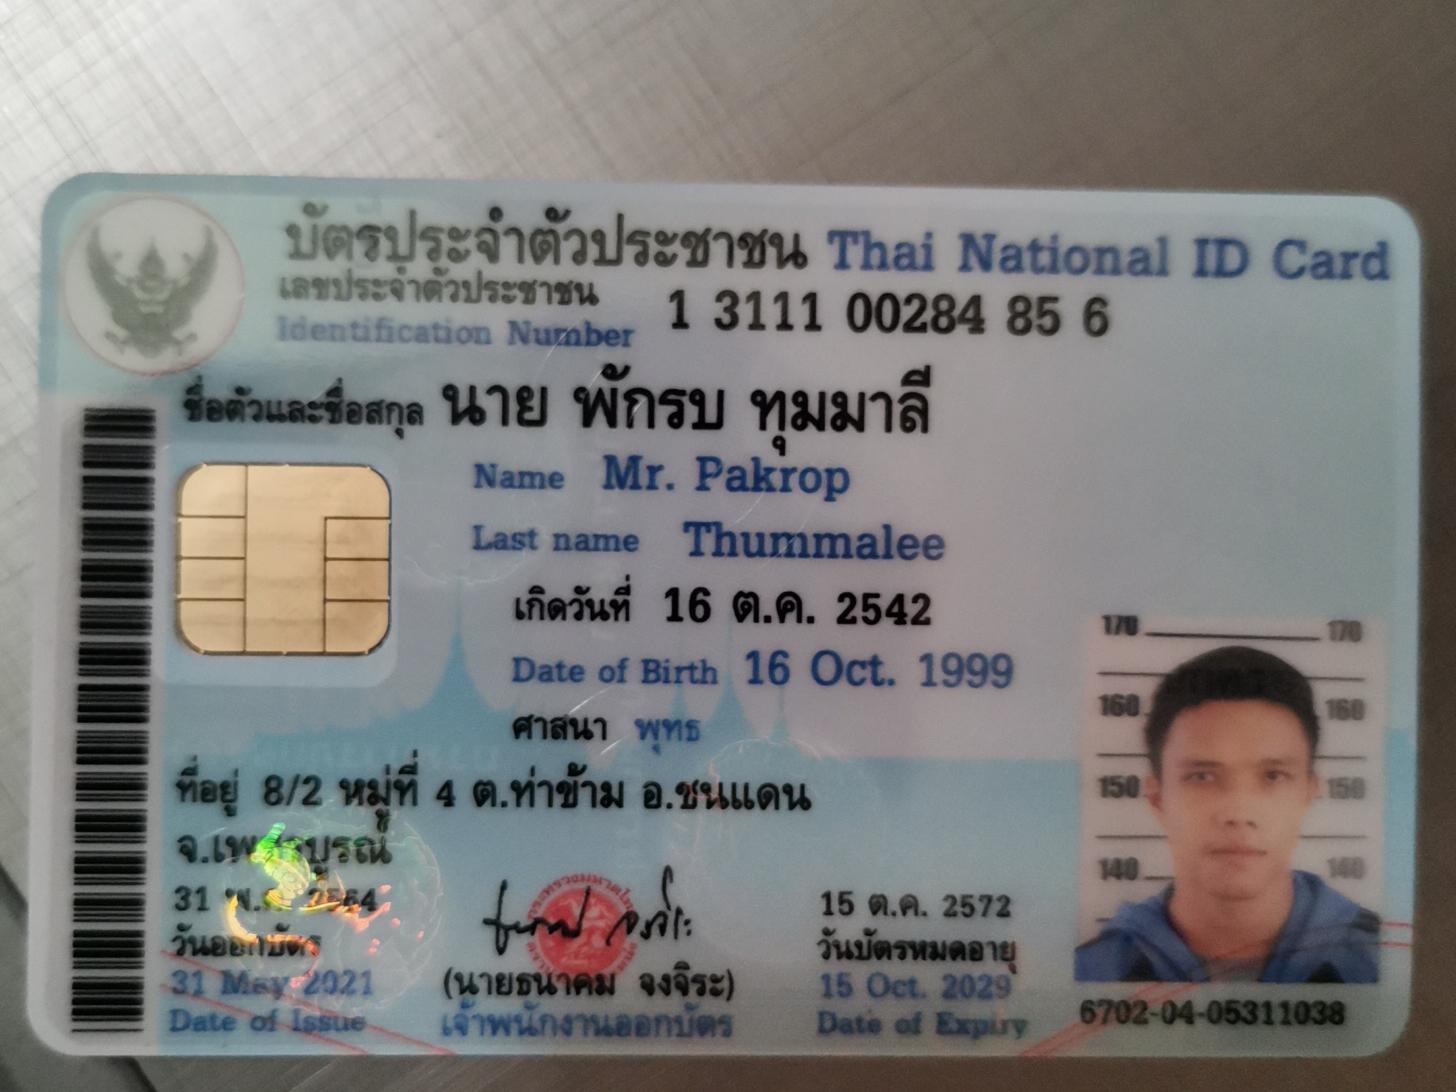 บัตรประจำตัวประชาชน Thai National ID Card
เลขประจำตัวประชาชน
Identification Number 1 3111 00284 85 6
ชื่อตัวและชื่อสกุล นาย พักรบ ทุมมาลี
Name Mr. Pakrop
Last name Thummalee
เกิดวันที่ 16 ต.ค. 2542
Date of Birth 16 Oct. 1999
ศาสนา พุทธ
ที่อยู่ 8/2 หมู่ที่ 4 ต.ท่าข้าม อ.ชนแดน
จ.เพชรบูรณ์
31 พ.ค. 2564
วันออกบัตร
31 May 2021
Date of Issue
(นายธนาคม จงจิระ)
เจ้าพนักงานออกบัตร
15 ต.ค. 2572
วันบัตรหมดอายุ
15 Oct. 2029
Date of Expiry
170 170
160 160
150 150
140 140
6702-04-05311038